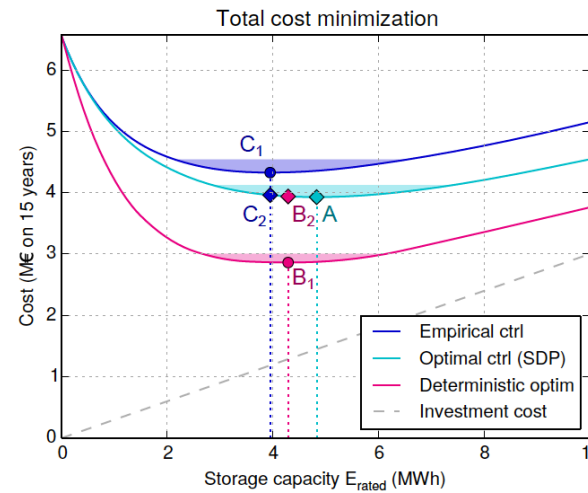 Total cost minimization
Cost (M€ on 15 years)
6
5
4
3
2
1
0
C1
C2
B2
A
B1
Empirical ctrl
Optimal ctrl (SDP)
Deterministic optim
Investment cost
0 2 4 6 8 1
Storage capacity Erated (MWh)